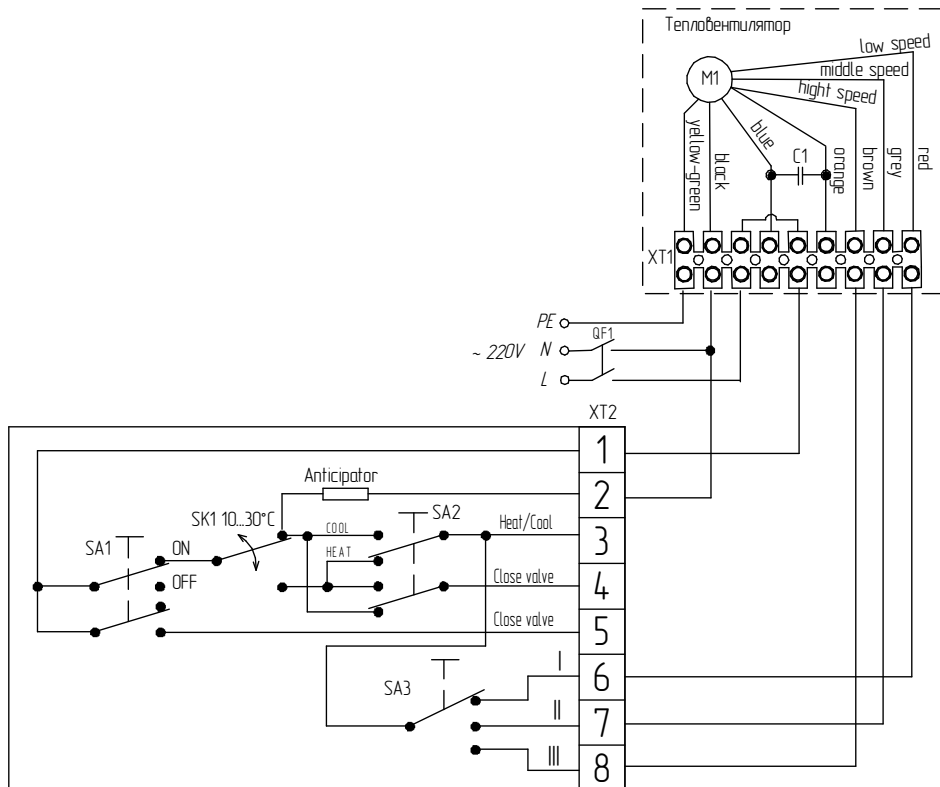 Тепловентилятор
low speed
middle speed
hight speed
M1
yellow-green
black
blue
C1
orange
brown
grey
red
XT1
PE
QF1
~ 220V N
L
XT2
1
Anticipator
2
SK1 10...30°C
COOL
SA2
Heat/Cool
3
SA1
ON
HEAT
OFF
Close valve
4
Close valve
5
I
6
SA3
II
7
III
8